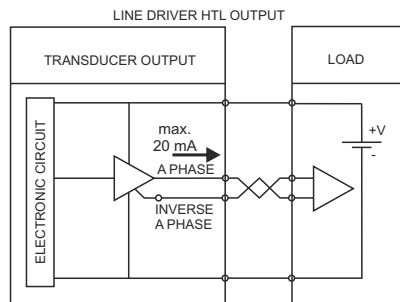 LINE DRIVER HTL OUTPUT
TRANSDUCER OUTPUT
LOAD
ELECTRONIC CIRCUIT
max.
20 mA
A PHASE
INVERSE
A PHASE
+V
-